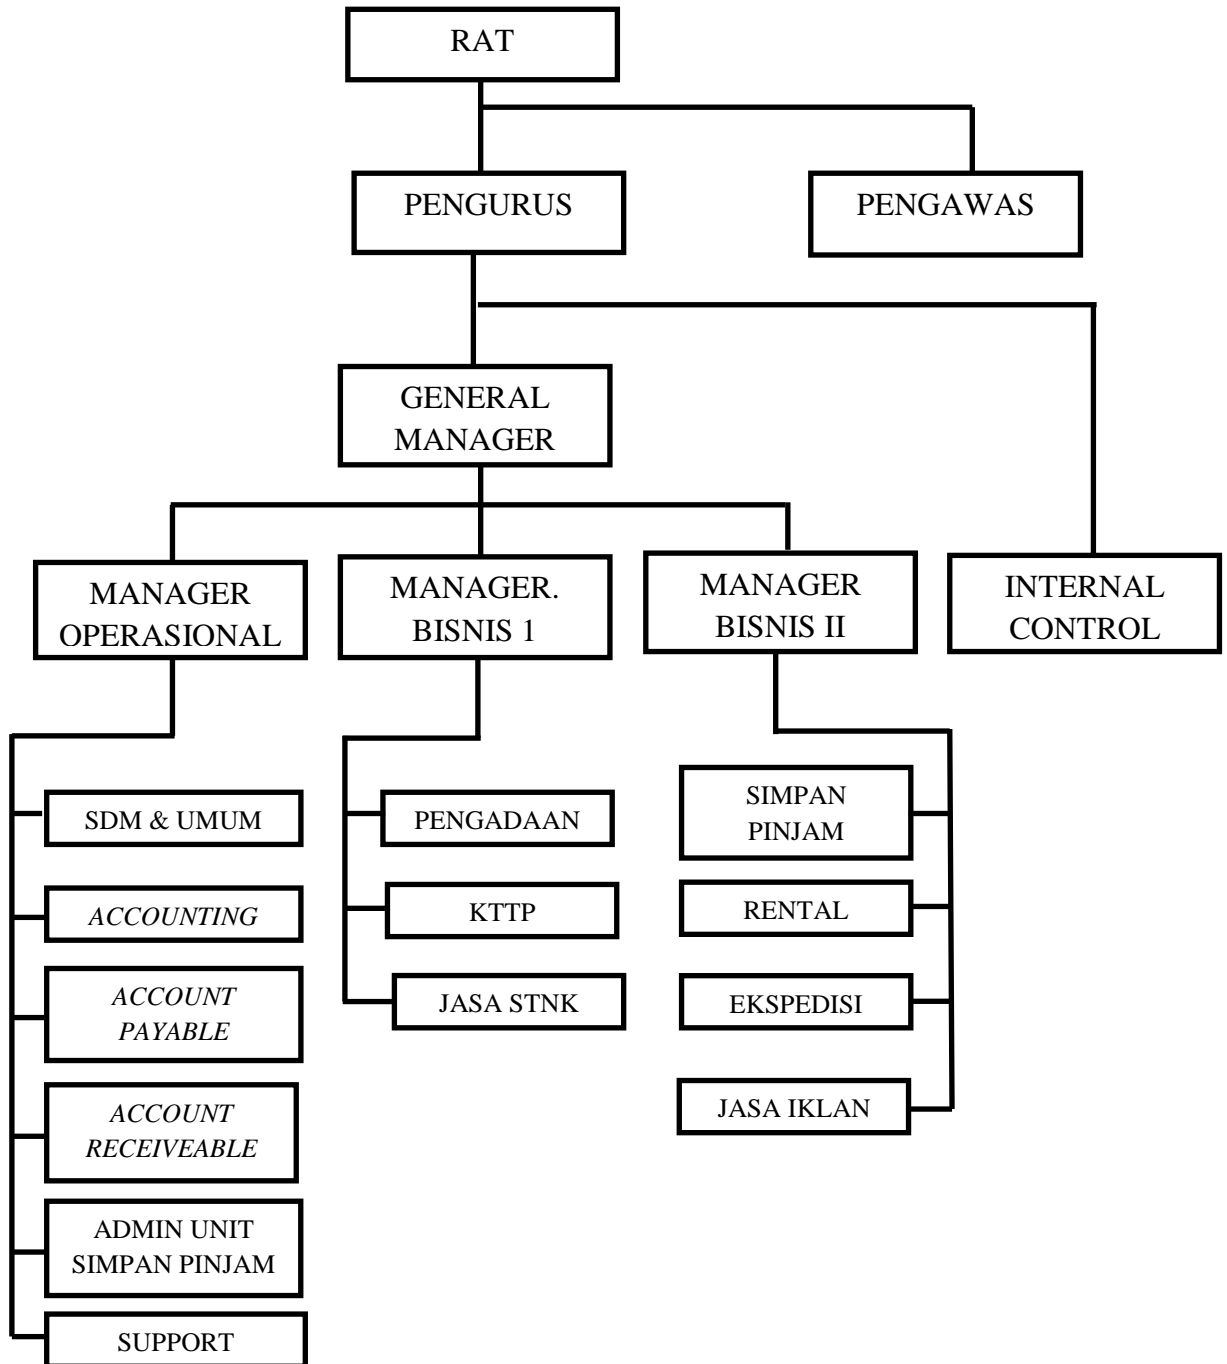 RAT
PENGURUS
PENGAWAS
GENERAL
MANAGER
MANAGER
OPERASIONAL
MANAGER.
BISNIS 1
MANAGER
BISNIS II
INTERNAL
CONTROL
SDM & UMUM
ACCOUNTING
ACCOUNT
PAYABLE
ACCOUNT
RECEIVEABLE
ADMIN UNIT
SIMPAN PINJAM
SUPPORT
PENGADAAN
KTTP
JASA STNK
SIMPAN
PINJAM
RENTAL
EKSPEDISI
JASA IKLAN